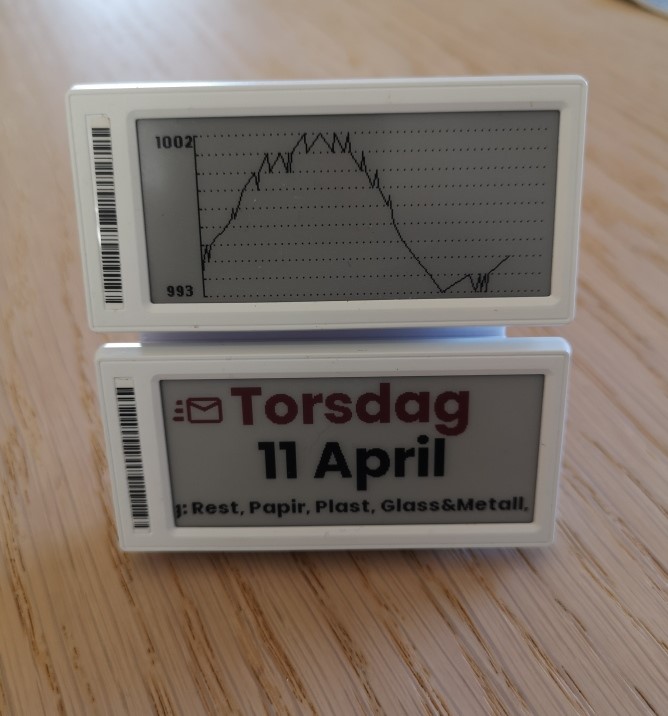 1002
993
Torsdag
11 April
: Rest, Papir, Plast, Glass&Metall,